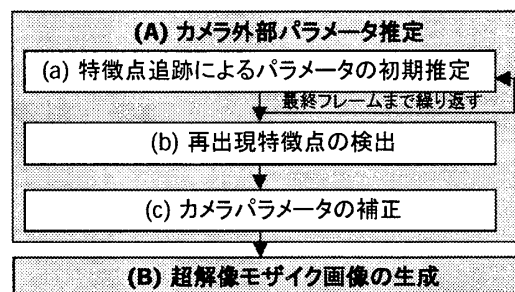 (A) カメラ外部パラメータ推定
(a) 特徴点追跡によるパラメータの初期推定
最終フレームまで繰り返す
(b) 再出現特徴点の検出
(c) カメラパラメータの補正
(B) 超解像モザイク画像の生成